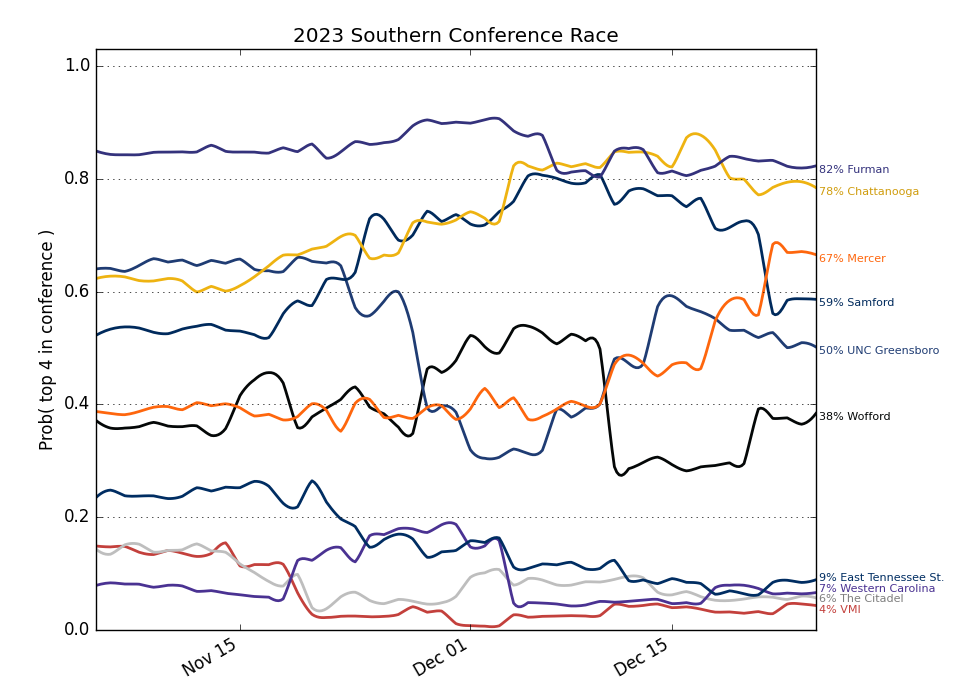 2023 Southern Conference Race
Prob( top 4 in conference )
1.0
0.8
0.6
0.4
0.2
0.0
Nov 15
Dec 01
Dec 15
82% Furman
78% Chattanooga
67% Mercer
59% Samford
50% UNC Greensboro
38% Wofford
9% East Tennessee St.
7% Western Carolina
6% The Citadel
4% VMI